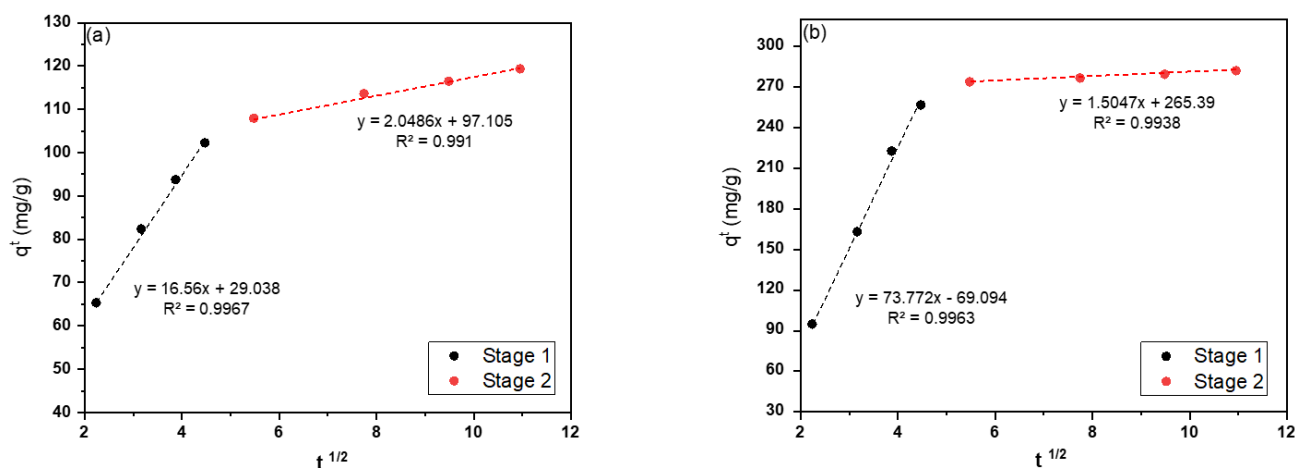 (a)
130
120
110
100
90
80
70
60
50
40
q^t (mg/g)
y = 2.0486x + 97.105
R² = 0.991
y = 16.56x + 29.038
R² = 0.9967
Stage 1
Stage 2
2 4 6 8 10 12
t ^1/2
(b)
300
270
240
210
180
150
120
90
60
30
q^t (mg/g)
y = 1.5047x + 265.39
R² = 0.9938
y = 73.772x - 69.094
R² = 0.9963
Stage 1
Stage 2
2 4 6 8 10 12
t ^1/2